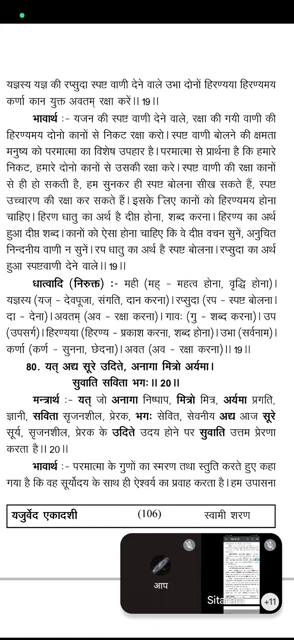 यज्ञस्य यज्ञ की रप्सुदा स्पष्ट वाणी देने वाले उभा दोनों हिरण्यया हिरण्यमय
कर्णा कान युक्त अवतम् रक्षा करें।। 19।।
भावार्थ :- यजन की स्पष्ट वाणी देने वाले, रक्षा की गयी वाणी की
हिरण्यमय दोनो कानों से निकट रक्षा करो। स्पष्ट वाणी बोलने की क्षमता
मनुष्य को परमात्मा का विशेष उपहार है। परमात्मा से प्रार्थना है कि हमारे
निकट, हमारे दोनो कानों से उसकी रक्षा करे। स्पष्ट वाणी की रक्षा कानों
से ही हो सकती है, हम सुनकर ही स्पष्ट बोलना सीख सकते हैं, स्पष्ट
उच्चारण की रक्षा कर सकते हैं। इसके लिए कानों को हिरण्यमय होना
चाहिए। हिरण धातु का अर्थ है दीप्त होना, शब्द करना। हिरण्य का अर्थ
हुआ दीप्त शब्द। कानों को ऐसा होना चाहिए कि वे दीप्त वचन सुनें, अनुचित
निन्दनीय वाणी न सुनें। रप धातु का अर्थ है स्पष्ट बोलना। रप्सुदा का अर्थ
हुआ स्पष्टवाणी देने वाले।। 19।।
धात्वादि (निरुक्त) :- मही (मह - महत्व होना, वृद्धि होना)।
यज्ञस्य (यज् - देवपूजा, संगति, दान करना)। रप्सुदा (रप - स्पष्ट बोलना।
दा - देना)। अवतम् (अव - रक्षा करना)। गावः (गु - शब्द करना)। उप
(उपसर्ग)। हिरण्यया (हिरण्य - प्रकाश करना, शब्द होना)। उभा (सर्वनाम)।
कर्णा (कर्ण - सुनना, छेदना)। अवत (अव - रक्षा करना)।। 19।।
80. यत् अद्य सूरे उदिते, अनागा मित्रो अर्यमा।
सुवाति सविता भगः।। 20।।
मन्त्रार्थ :- यत् जो अनागा निष्पाप, मित्रो मित्र, अर्यमा प्रगति,
ज्ञानी, सविता सृजनशील, प्रेरक, भगः सेवित, सेवनीय अद्य आज सूरे
सूर्य, सृजनशील, प्रेरक के उदिते उदय होने पर सुवाति उत्तम प्रेरणा
करता है।। 20।।
भावार्थ :- परमात्मा के गुणों का स्मरण तथा स्तुति करते हुए कहा
गया है कि वह सूर्योदय के साथ ही ऐश्वर्य का प्रवाह करता है। हम उपासना
यजुर्वेद एकादशी (106) स्वामी शरण
आप
Sita
+11